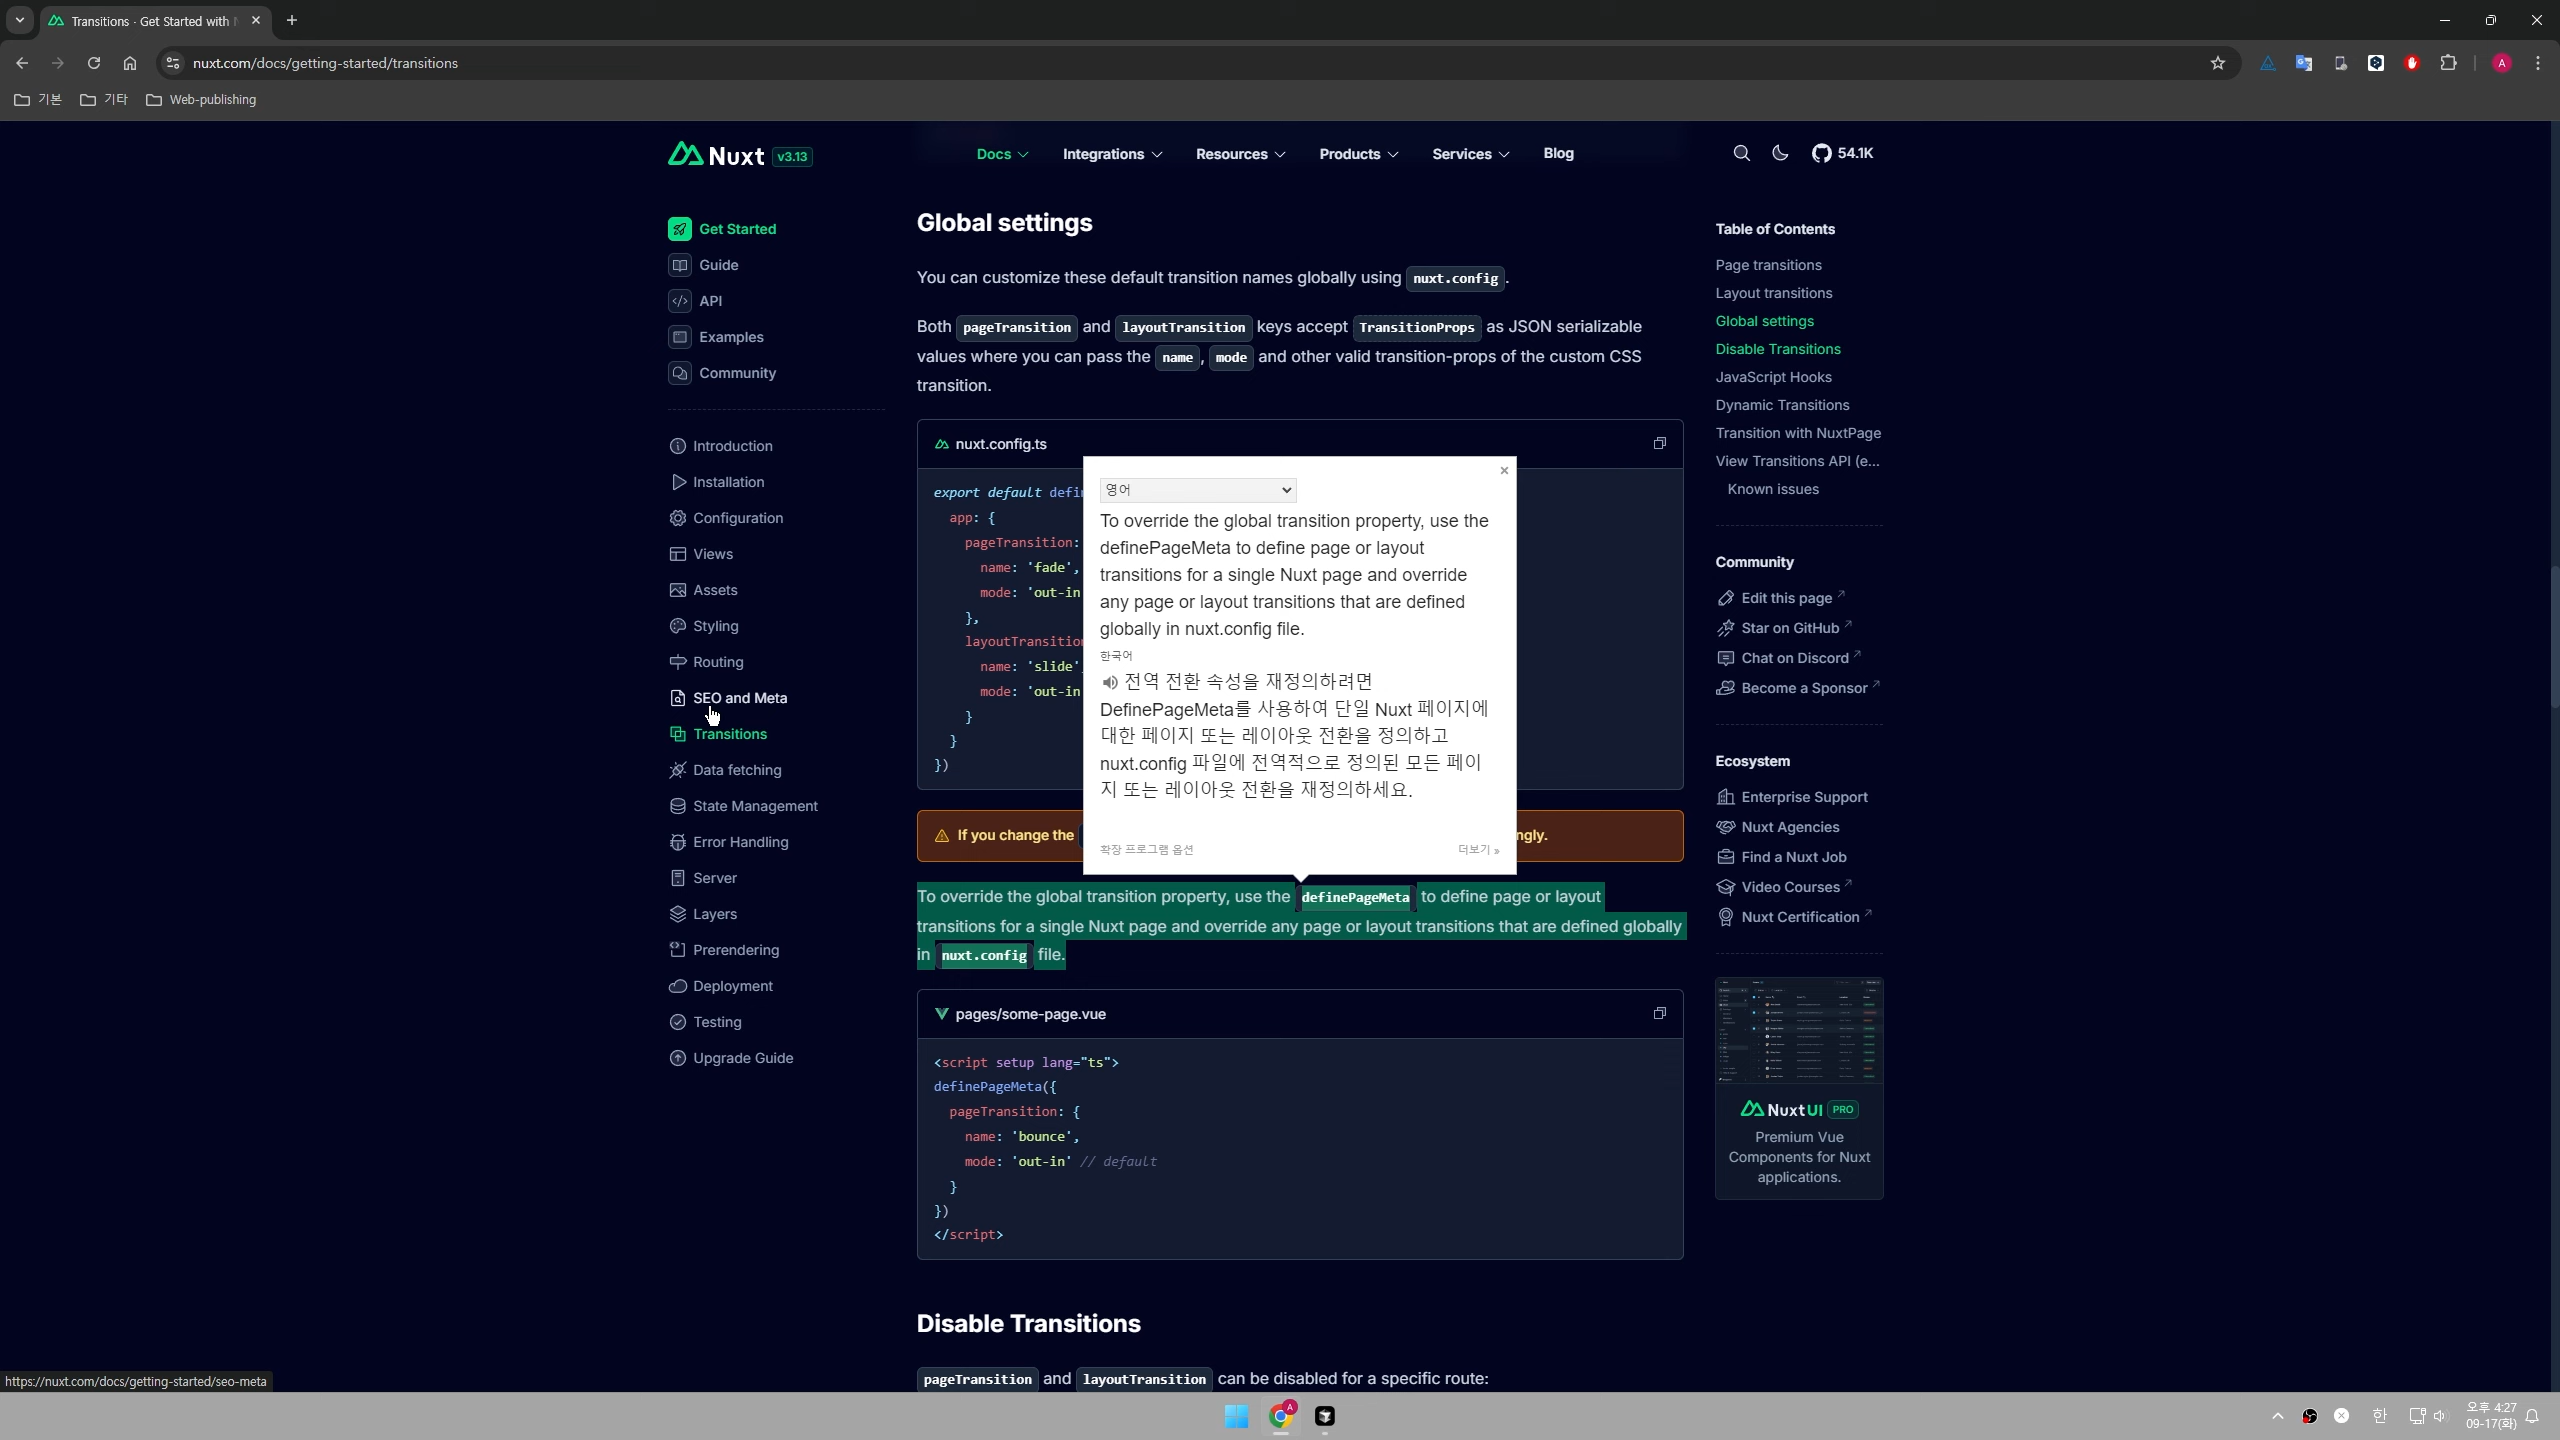 Transitions · Get Started with
nuxt.com/docs/getting-started/transitions
A
기본
기타
Web-publishing
Nuxt v3.13
Docs
Integrations
Resources
Products
Services
Blog
54.1K
Get Started
Guide
API
Examples
Community
Introduction
Installation
Configuration
Views
Assets
Styling
Routing
SEO and Meta
Transitions
Data fetching
State Management
Error Handling
Server
Layers
Prerendering
Deployment
Testing
Upgrade Guide
Global settings
You can customize these default transition names globally using nuxt.config.
Both pageTransition and layoutTransition keys accept TransitionProps as JSON serializable
values where you can pass the name, mode and other valid transition-props of the custom CSS
transition.
nuxt.config.ts
export default defin
app: {
pageTransition:
name: 'fade',
mode: 'out-in
},
layoutTransition
name: 'slide',
mode: 'out-in
}
}
})
영어
To override the global transition property, use the
definePageMeta to define page or layout
transitions for a single Nuxt page and override
any page or layout transitions that are defined
globally in nuxt.config file.
한국어
전역 전환 속성을 재정의하려면
DefinePageMeta를 사용하여 단일 Nuxt 페이지에
대한 페이지 또는 레이아웃 전환을 정의하고
nuxt.config 파일에 전역적으로 정의된 모든 페이
지 또는 레이아웃 전환을 재정의하세요.
확장 프로그램 옵션
더보기 »
If you change the
ngly.
To override the global transition property, use the definePageMeta to define page or layout
transitions for a single Nuxt page and override any page or layout transitions that are defined globally
in nuxt.config file.
pages/some-page.vue
<script setup lang="ts">
definePageMeta({
pageTransition: {
name: 'bounce',
mode: 'out-in' // default
}
})
</script>
Disable Transitions
pageTransition and layoutTransition can be disabled for a specific route:
Table of Contents
Page transitions
Layout transitions
Global settings
Disable Transitions
JavaScript Hooks
Dynamic Transitions
Transition with NuxtPage
View Transitions API (e...
Known issues
Community
Edit this page
Star on GitHub
Chat on Discord
Become a Sponsor
Ecosystem
Enterprise Support
Nuxt Agencies
Find a Nuxt Job
Video Courses
Nuxt Certification
NuxtUI PRO
Premium Vue
Components for Nuxt
applications.
https://nuxt.com/docs/getting-started/seo-meta
A
한
오후 4:27
09-17(화)